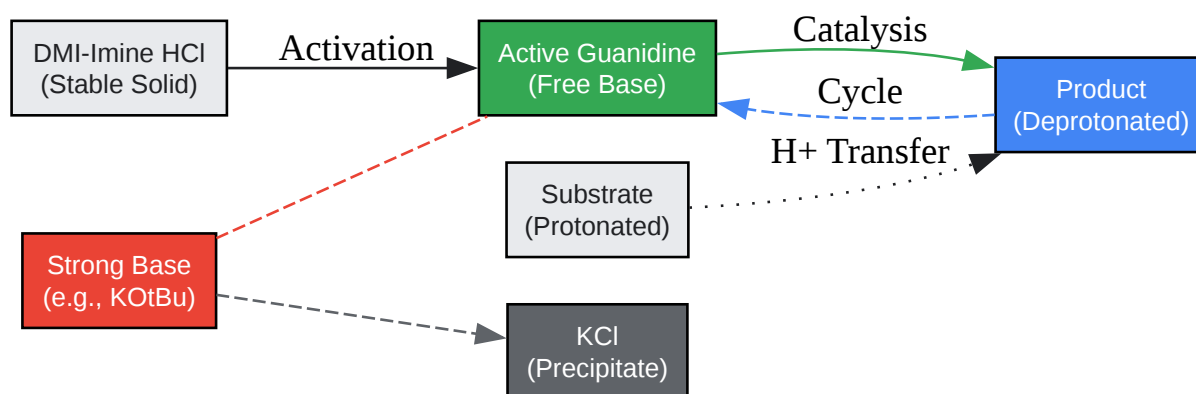 DMI-Imine HCl
(Stable Solid)
Activation
Active Guanidine
(Free Base)
Catalysis
Cycle
H+ Transfer
Product
(Deprotonated)
Substrate
(Protonated)
Strong Base
(e.g., KOtBu)
KCl
(Precipitate)